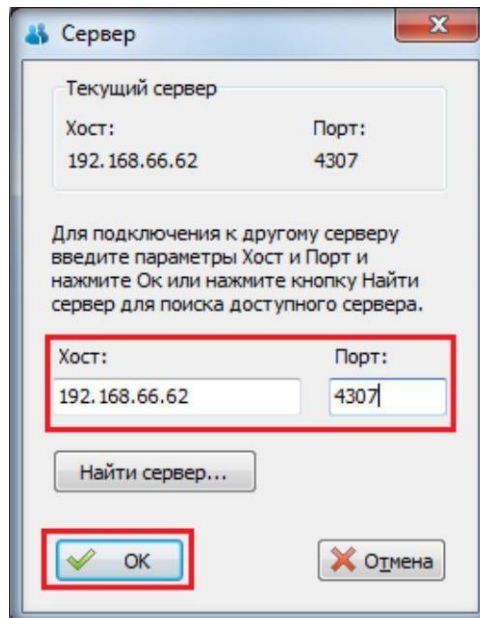 Сервер
Текущий сервер
Хост: Порт:
192.168.66.62 4307
Для подключения к другому серверу
введите параметры Хост и Порт и
нажмите Ок или нажмите кнопку Найти
сервер для поиска доступного сервера.
Хост: Порт:
192.168.66.62 4307
Найти сервер...
OK Отмена